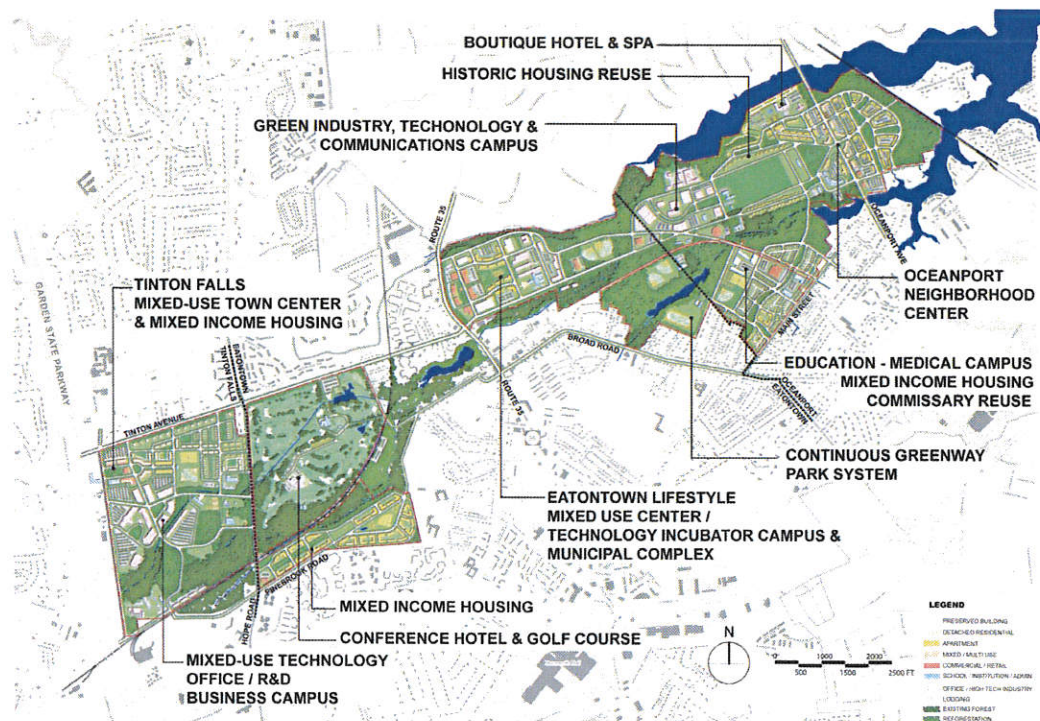 BOUTIQUE HOTEL & SPA
HISTORIC HOUSING REUSE
GREEN INDUSTRY, TECHONOLOGY &
COMMUNICATIONS CAMPUS
ROUTE 35
OCEANPORT AVE
GARDEN STATE PARKWAY
TINTON FALLS
MIXED-USE TOWN CENTER
& MIXED INCOME HOUSING
OCEANPORT
NEIGHBORHOOD
CENTER
MAIN STREET
BROAD ROAD
EATONTOWN
TINTON FALLS
EDUCATION - MEDICAL CAMPUS
MIXED INCOME HOUSING
COMMISSARY REUSE
OCEANPORT
EATONTOWN
ROUTE 35
TINTON AVENUE
CONTINUOUS GREENWAY
PARK SYSTEM
EATONTOWN LIFESTYLE
MIXED USE CENTER /
TECHNOLOGY INCUBATOR CAMPUS &
MUNICIPAL COMPLEX
PINEBROCK ROAD
HOPE ROAD
MIXED INCOME HOUSING
CONFERENCE HOTEL & GOLF COURSE
MIXED-USE TECHNOLOGY
OFFICE / R&D
BUSINESS CAMPUS
N
0 1000 2000
500 1500 2500 FT
LEGEND
PRESERVED BUILDING
DETACHED RESIDENTIAL
APARTMENT
MIXED / MULTI USE
COMMERCIAL / RETAIL
SCHOOL / INSTITUTION / ADMIN
OFFICE / HIGH TECH INDUSTRY
LODGING
EXISTING FOREST
REFORESTATION